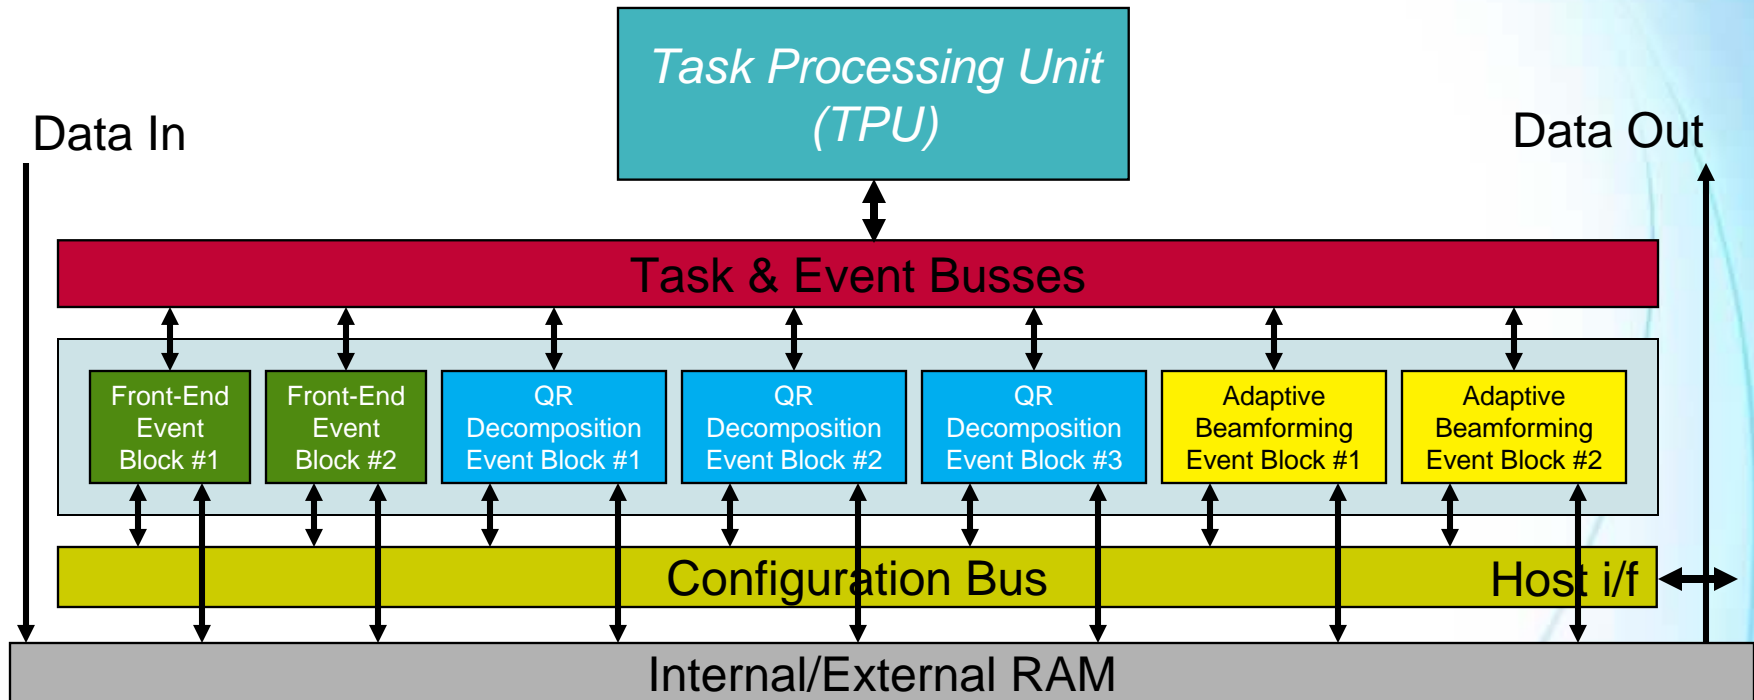 Task Processing Unit
(TPU)
Data In
Data Out
Task & Event Busses
Front-End
Event
Block #1
Front-End
Event
Block #2
QR
Decomposition
Event Block #1
QR
Decomposition
Event Block #2
QR
Decomposition
Event Block #3
Adaptive
Beamforming
Event Block #1
Adaptive
Beamforming
Event Block #2
Configuration Bus
Host i/f
Internal/External RAM